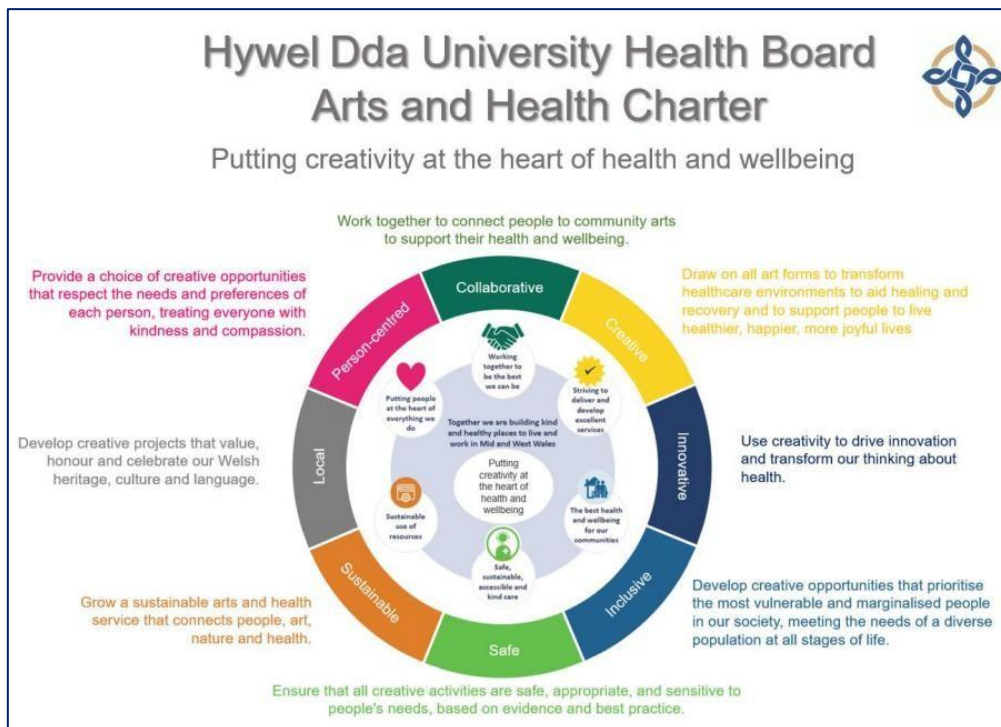 Hywel Dda University Health Board
Arts and Health Charter
Putting creativity at the heart of health and wellbeing
Work together to connect people to community arts
to support their health and wellbeing.
Collaborative
Draw on all art forms to transform
healthcare environments to aid healing and
recovery and to support people to live
healthier, happier, more joyful lives
Creative
Use creativity to drive innovation
and transform our thinking about
health.
Innovative
Develop creative opportunities that prioritise
the most vulnerable and marginalised people
in our society, meeting the needs of a diverse
population at all stages of life.
Inclusive
Ensure that all creative activities are safe, appropriate, and sensitive to
people's needs, based on evidence and best practice.
Safe
Grow a sustainable arts and health
service that connects people, art,
nature and health.
Sustainable
Develop creative projects that value,
honour and celebrate our Welsh
heritage, culture and language.
Local
Provide a choice of creative opportunities
that respect the needs and preferences of
each person, treating everyone with
kindness and compassion.
Person-centred
Working
together to
be the best
we can be
Striving to
deliver and
develop
excellent
services
The best health
and wellbeing
for our
communities
Safe,
sustainable,
accessible and
kind care
Sustainable
use of
resources
Putting people
at the heart of
everything we
do
Together we are building kind
and healthy places to live and
work in Mid and West Wales
Putting
creativity at
the heart of
health and
wellbeing